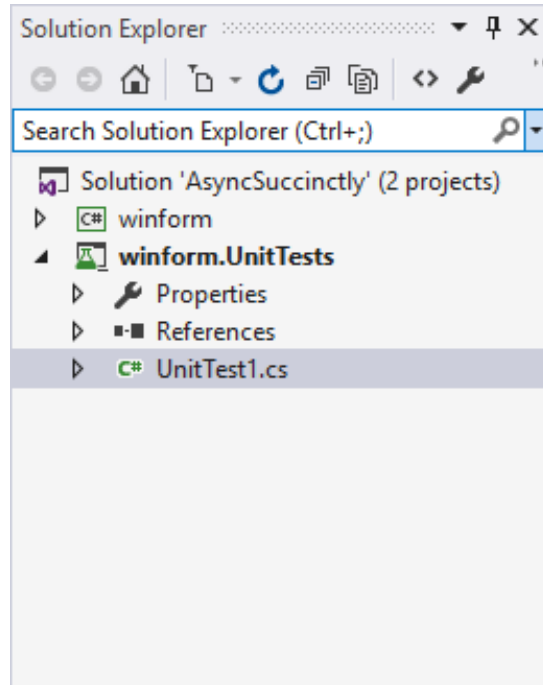 Solution Explorer
Search Solution Explorer (Ctrl+;)
Solution 'AsyncSuccinctly' (2 projects)
C# winform
winform.UnitTests
Properties
References
C# UnitTest1.cs